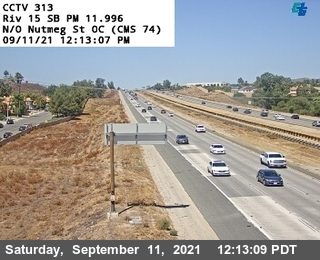 CCTV 313
Riv 15 SB PM 11.996
N/O Nutmeg St OC (CMS 74)
09/11/21 12:13:07 PM
Saturday, September 11, 2021 12:13:09 PDT